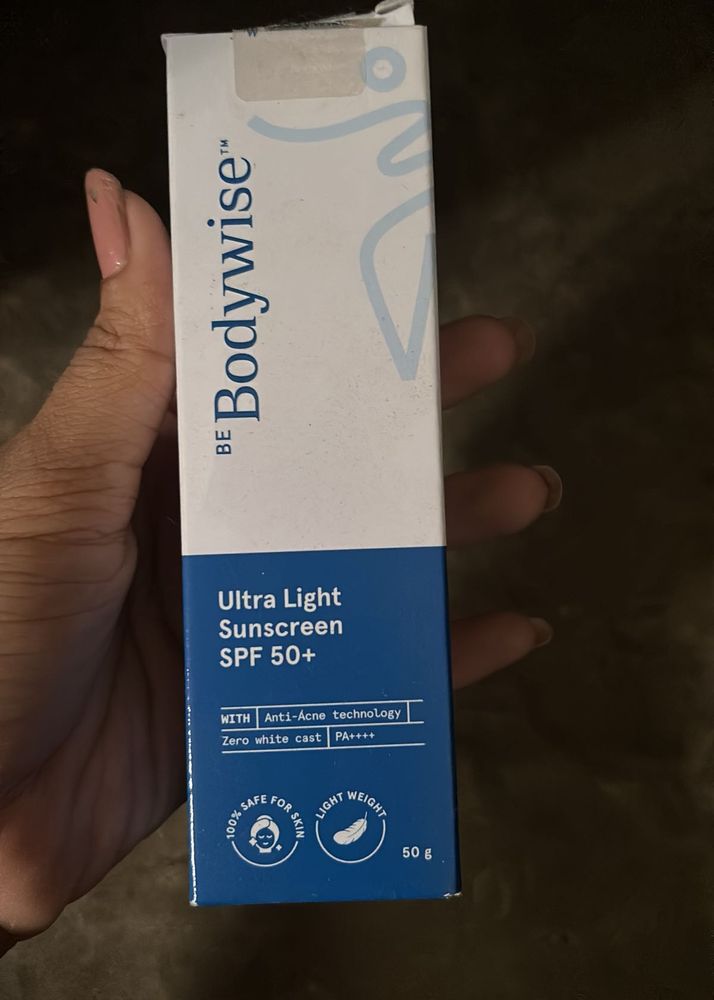 BE Bodywise™
Ultra Light
Sunscreen
SPF 50+
WITH Anti-Acne technology
Zero white cast PA++++
100% SAFE FOR SKIN
LIGHT WEIGHT
50 g